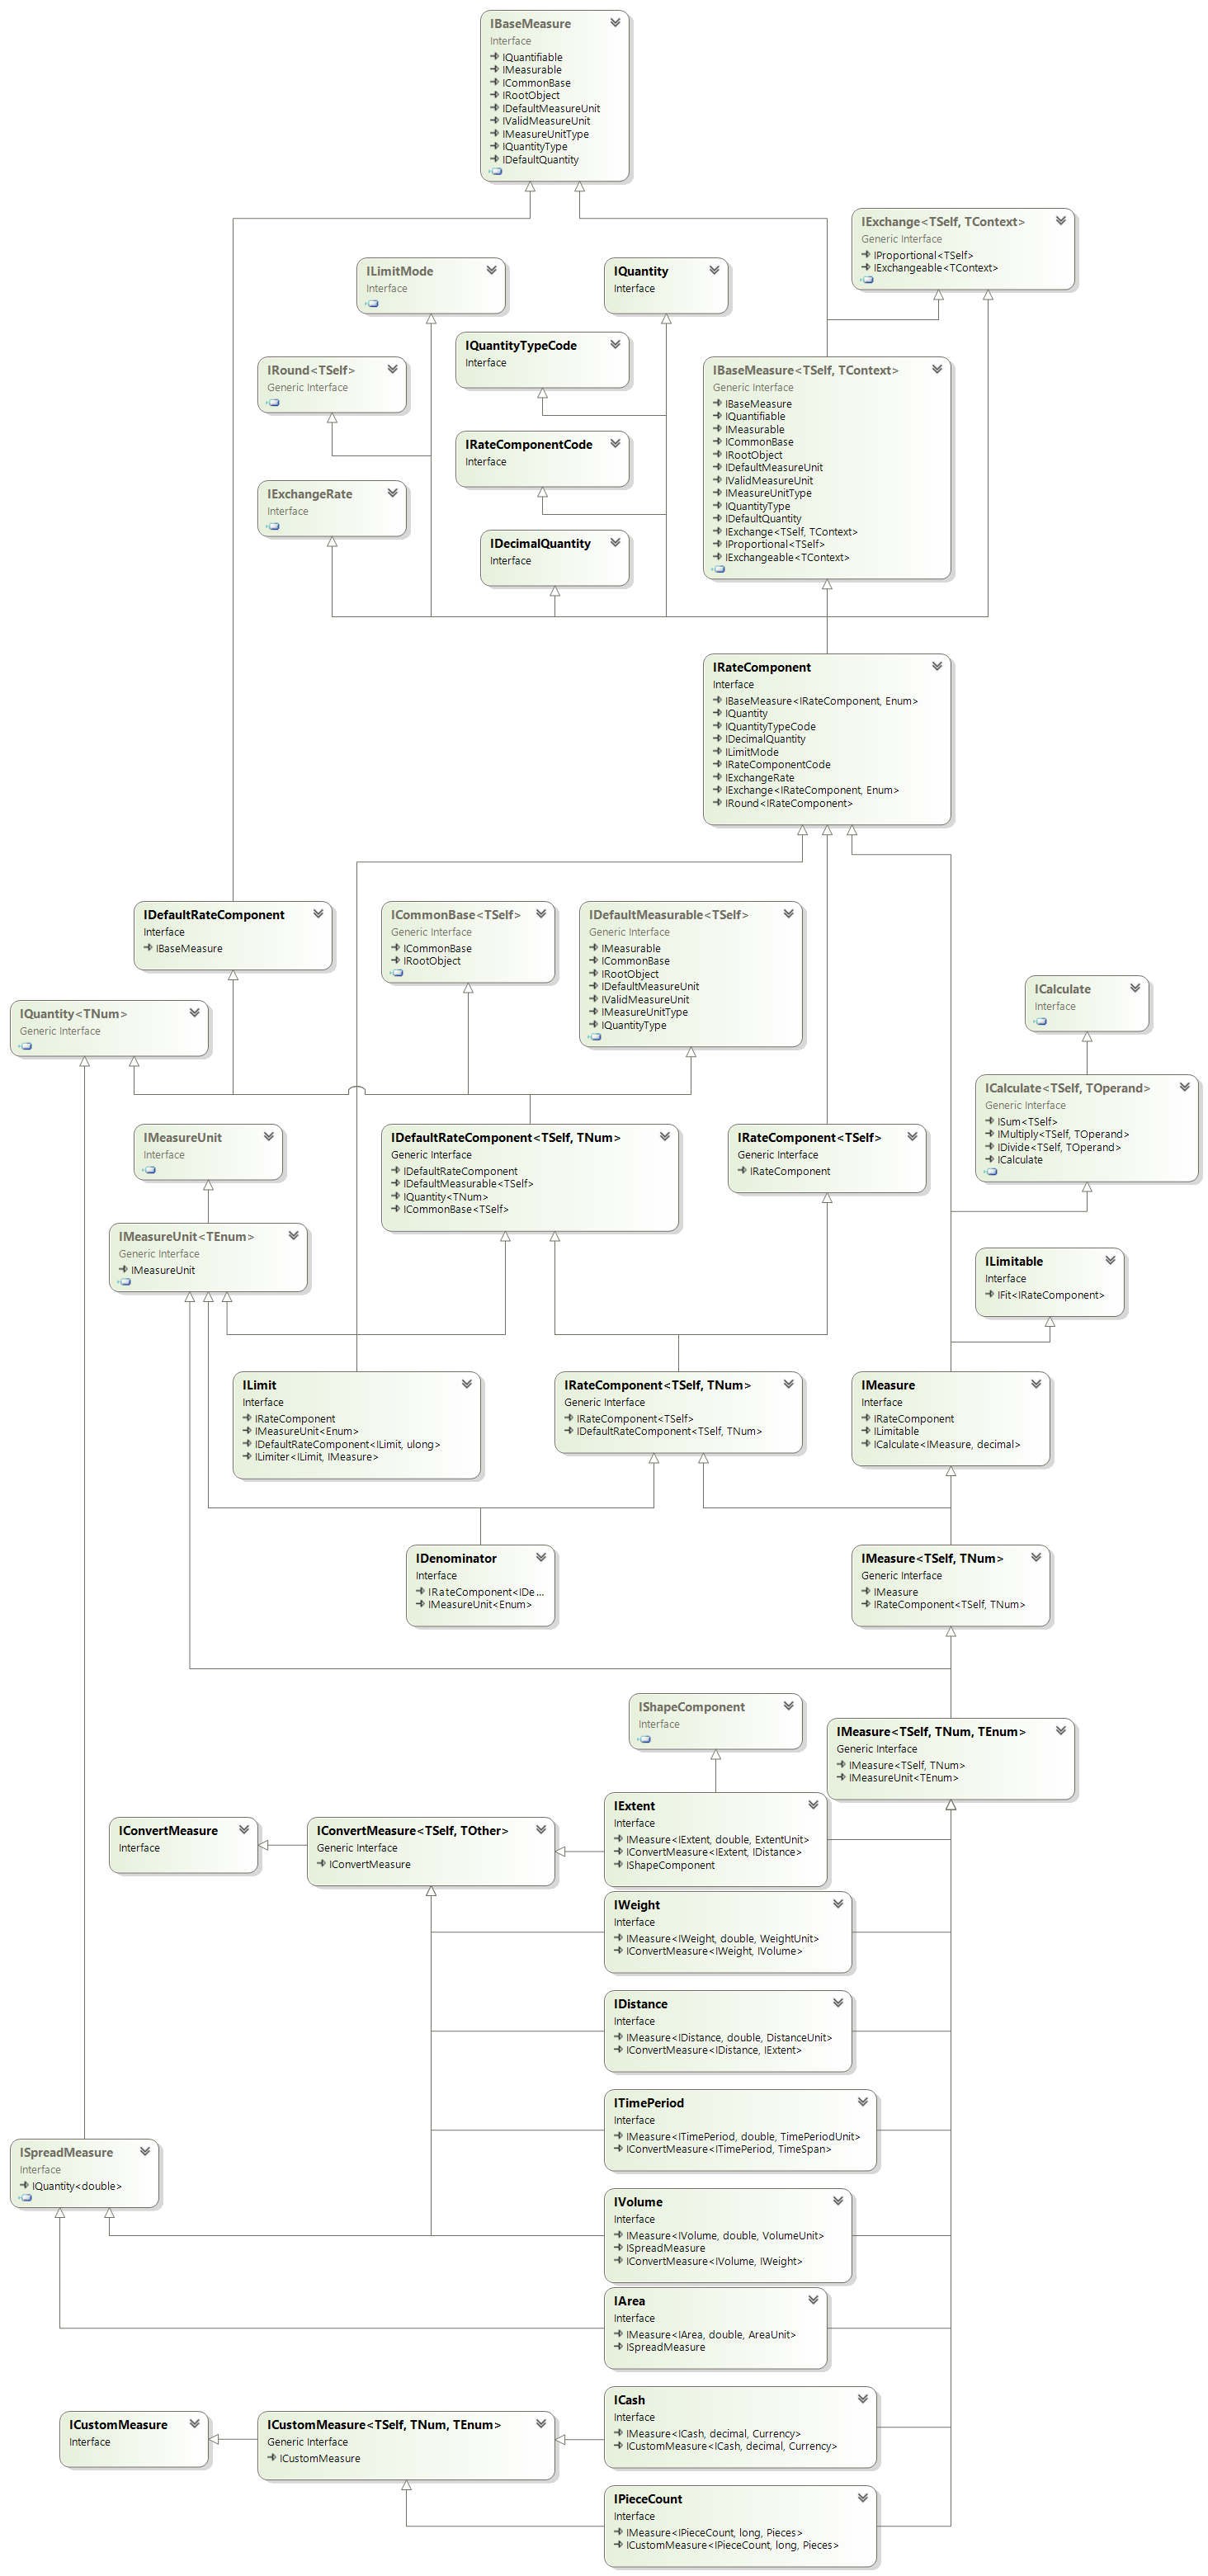 IBaseMeasure
Interface
IQuantifiable
IMeasurable
ICommonBase
IRootObject
IDefaultMeasureUnit
IValidMeasureUnit
IMeasureUnitType
IQuantityType
IDefaultQuantity
IExchange<TSelf, TContext>
Generic Interface
IProportional<TSelf>
IExchangeable<TContext>
ILimitMode
Interface
IQuantity
Interface
IQuantityTypeCode
Interface
IRound<TSelf>
Generic Interface
IBaseMeasure<TSelf, TContext>
Generic Interface
IBaseMeasure
IQuantifiable
IMeasurable
ICommonBase
IRootObject
IDefaultMeasureUnit
IValidMeasureUnit
IMeasureUnitType
IQuantityType
IDefaultQuantity
IExchange<TSelf, TContext>
IProportional<TSelf>
IExchangeable<TContext>
IRateComponentCode
Interface
IExchangeRate
Interface
IDecimalQuantity
Interface
IRateComponent
Interface
IBaseMeasure<IRateComponent, Enum>
IQuantity
IQuantityTypeCode
IDecimalQuantity
ILimitMode
IRateComponentCode
IExchangeRate
IExchange<IRateComponent, Enum>
IRound<IRateComponent>
IDefaultRateComponent
Interface
IBaseMeasure
ICommonBase<TSelf>
Generic Interface
ICommonBase
IRootObject
IDefaultMeasurable<TSelf>
Generic Interface
IMeasurable
ICommonBase
IRootObject
IDefaultMeasureUnit
IValidMeasureUnit
IMeasureUnitType
IQuantityType
ICalculate
Interface
IQuantity<TNum>
Generic Interface
ICalculate<TSelf, TOperand>
Generic Interface
ISum<TSelf>
IMultiply<TSelf, TOperand>
IDivide<TSelf, TOperand>
ICalculate
IMeasureUnit
Interface
IDefaultRateComponent<TSelf, TNum>
Generic Interface
IDefaultRateComponent
IDefaultMeasurable<TSelf>
IQuantity<TNum>
ICommonBase<TSelf>
IRateComponent<TSelf>
Generic Interface
IRateComponent
IMeasureUnit<TEnum>
Generic Interface
IMeasureUnit
ILimitable
Interface
IFit<IRateComponent>
ILimit
Interface
IRateComponent
IMeasureUnit<Enum>
IDefaultRateComponent<ILimit, ulong>
ILimiter<ILimit, IMeasure>
IRateComponent<TSelf, TNum>
Generic Interface
IRateComponent<TSelf>
IDefaultRateComponent<TSelf, TNum>
IMeasure
Interface
IRateComponent
ILimitable
ICalculate<IMeasure, decimal>
IDenominator
Interface
IRateComponent<IDe...
IMeasureUnit<Enum>
IMeasure<TSelf, TNum>
Generic Interface
IMeasure
IRateComponent<TSelf, TNum>
IShapeComponent
Interface
IMeasure<TSelf, TNum, TEnum>
Generic Interface
IMeasure<TSelf, TNum>
IMeasureUnit<TEnum>
IConvertMeasure
Interface
IConvertMeasure<TSelf, TOther>
Generic Interface
IConvertMeasure
IExtent
Interface
IMeasure<IExtent, double, ExtentUnit>
IConvertMeasure<IExtent, IDistance>
IShapeComponent
IWeight
Interface
IMeasure<IWeight, double, WeightUnit>
IConvertMeasure<IWeight, IVolume>
IDistance
Interface
IMeasure<IDistance, double, DistanceUnit>
IConvertMeasure<IDistance, IExtent>
ITimePeriod
Interface
IMeasure<ITimePeriod, double, TimePeriodUnit>
IConvertMeasure<ITimePeriod, TimeSpan>
ISpreadMeasure
Interface
IQuantity<double>
IVolume
Interface
IMeasure<IVolume, double, VolumeUnit>
ISpreadMeasure
IConvertMeasure<IVolume, IWeight>
IArea
Interface
IMeasure<IArea, double, AreaUnit>
ISpreadMeasure
ICustomMeasure
Interface
ICustomMeasure<TSelf, TNum, TEnum>
Generic Interface
ICustomMeasure
ICash
Interface
IMeasure<ICash, decimal, Currency>
ICustomMeasure<ICash, decimal, Currency>
IPieceCount
Interface
IMeasure<IPieceCount, long, Pieces>
ICustomMeasure<IPieceCount, long, Pieces>